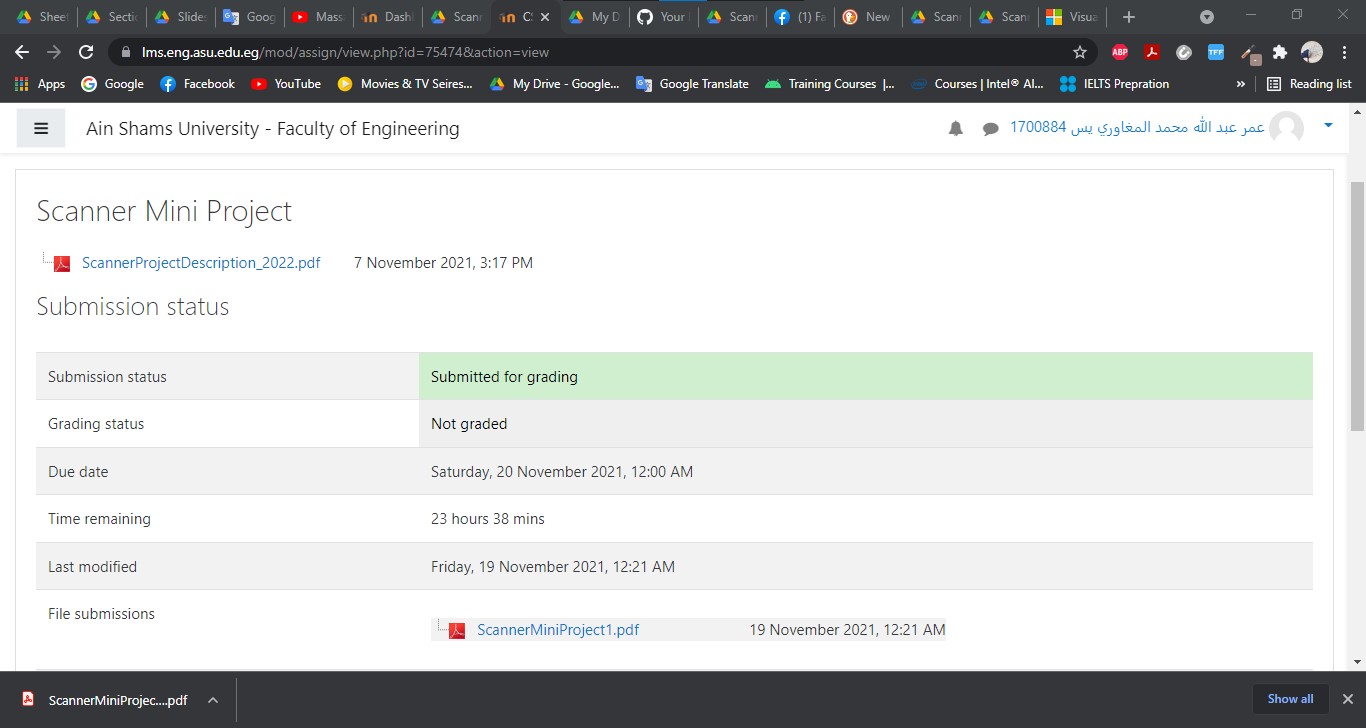 Sheet
Sectio
Slides
Goog
Mass
Dash
Scann
CS
My D
Your
Scann
(1) Fa
New
Scann
Scann
Visua
lms.eng.asu.edu.eg/mod/assign/view.php?id=75474&action=view
ABP
TFF
Apps
Google
Facebook
YouTube
Movies & TV Seires...
My Drive - Google...
Google Translate
Training Courses |...
Courses | Intel® AI...
IELTS Prepration
»
Reading list
Ain Shams University - Faculty of Engineering
عمر عبد الله محمد المغاوري يس 1700884
Scanner Mini Project
ScannerProjectDescription_2022.pdf 7 November 2021, 3:17 PM
Submission status
Submission status Submitted for grading
Grading status Not graded
Due date Saturday, 20 November 2021, 12:00 AM
Time remaining 23 hours 38 mins
Last modified Friday, 19 November 2021, 12:21 AM
File submissions
ScannerMiniProject1.pdf 19 November 2021, 12:21 AM
ScannerMiniProjec....pdf
Show all